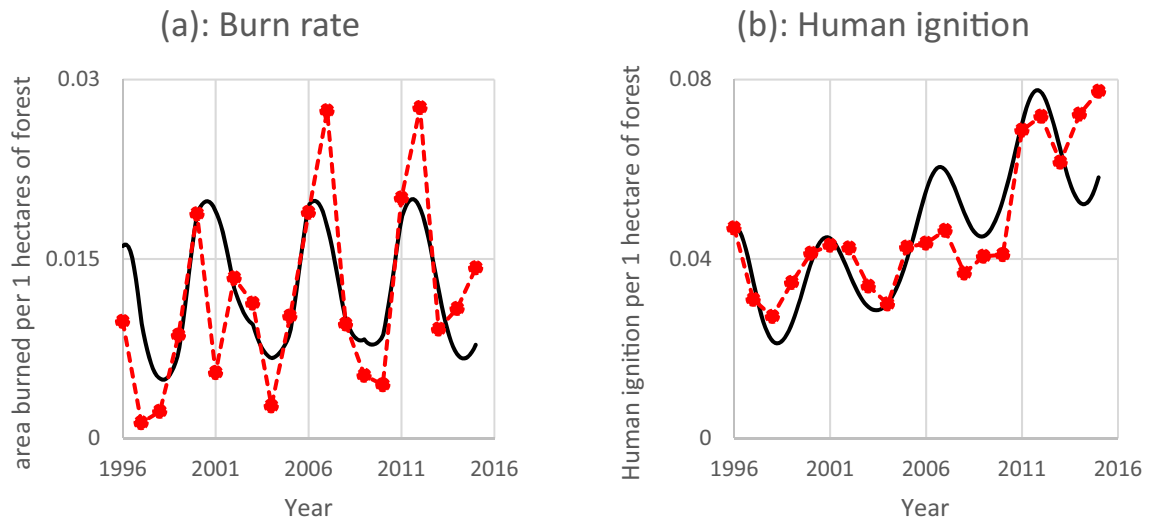 (a): Burn rate
area burned per 1 hectares of forest
0.03
0.015
0
1996 2001 2006 2011 2016
Year
(b): Human ignition
Human ignition per 1 hectare of forest
0.08
0.04
0
1996 2001 2006 2011 2016
Year